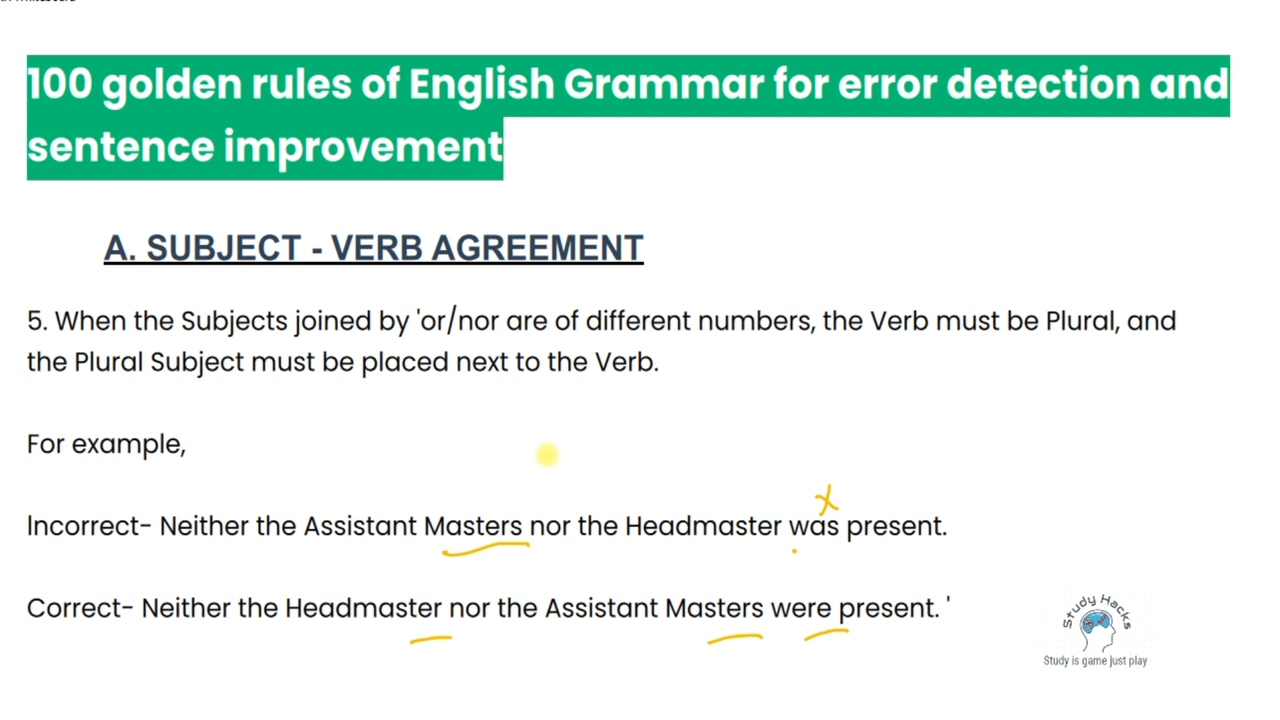 100 golden rules of English Grammar for error detection and
sentence improvement
A. SUBJECT - VERB AGREEMENT
5. When the Subjects joined by 'or/nor are of different numbers, the Verb must be Plural, and
the Plural Subject must be placed next to the Verb.
For example,
Incorrect- Neither the Assistant Masters nor the Headmaster was present.
Correct- Neither the Headmaster nor the Assistant Masters were present. '
Study Hacks
Study is game just play